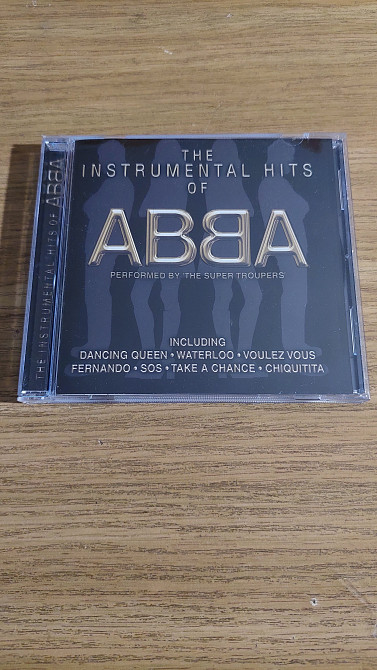 THE
INSTRUMENTAL HITS
OF
ABBA
PERFORMED BY 'THE SUPER TROUPERS'
INCLUDING
DANCING QUEEN • WATERLOO • VOULEZ VOUS
FERNANDO • SOS • TAKE A CHANCE • CHIQUITITA
THE INSTRUMENTAL HITS OF ABBA